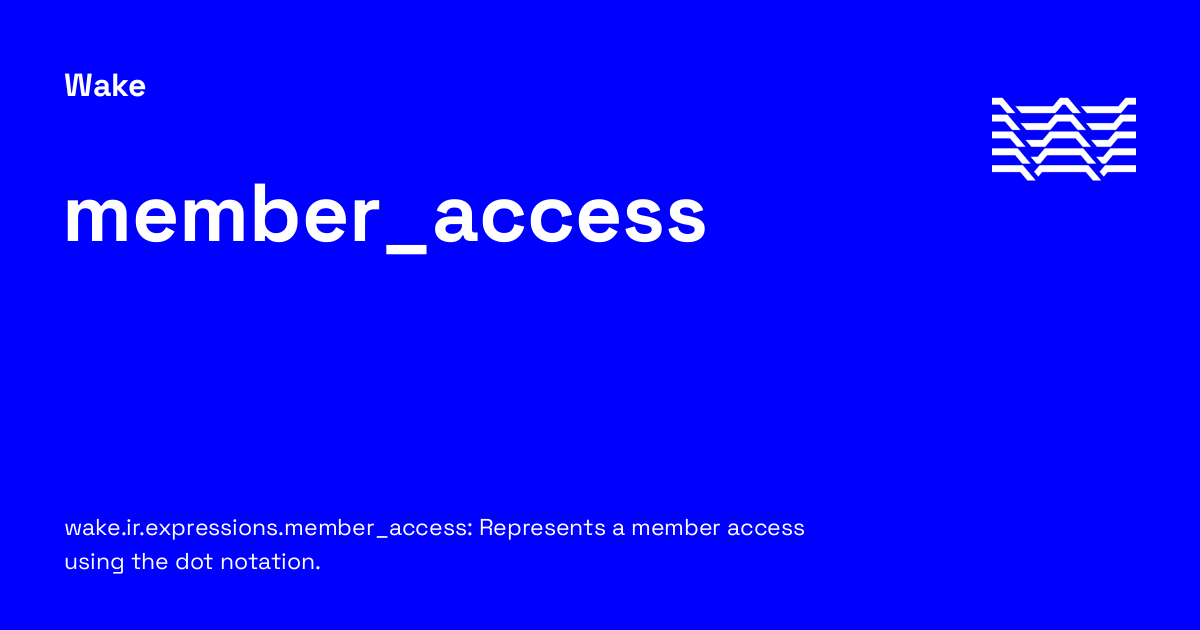 Wake
member_access
wake.ir.expressions.member_access: Represents a member access
using the dot notation.